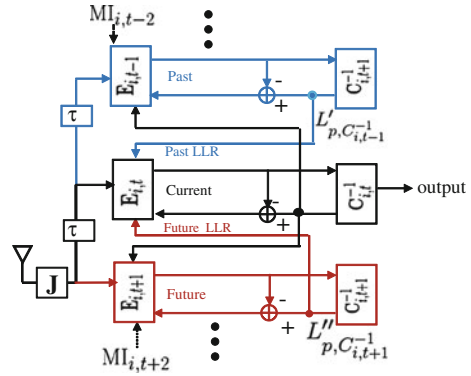 MI_{i,t-2}
E_{i,t-1}
Past
-
+
C^{-1}_{i,t+1}
τ
L'_{p,C^{-1}_{i,t-1}}
Past LLR
E_{i,t}
Current
-
+
C^{-1}_{i,t}
output
τ
Future LLR
J
E_{i,t+1}
Future
-
+
C^{-1}_{i,t+1}
L''_{p,C^{-1}_{i,t+1}}
MI_{i,t+2}